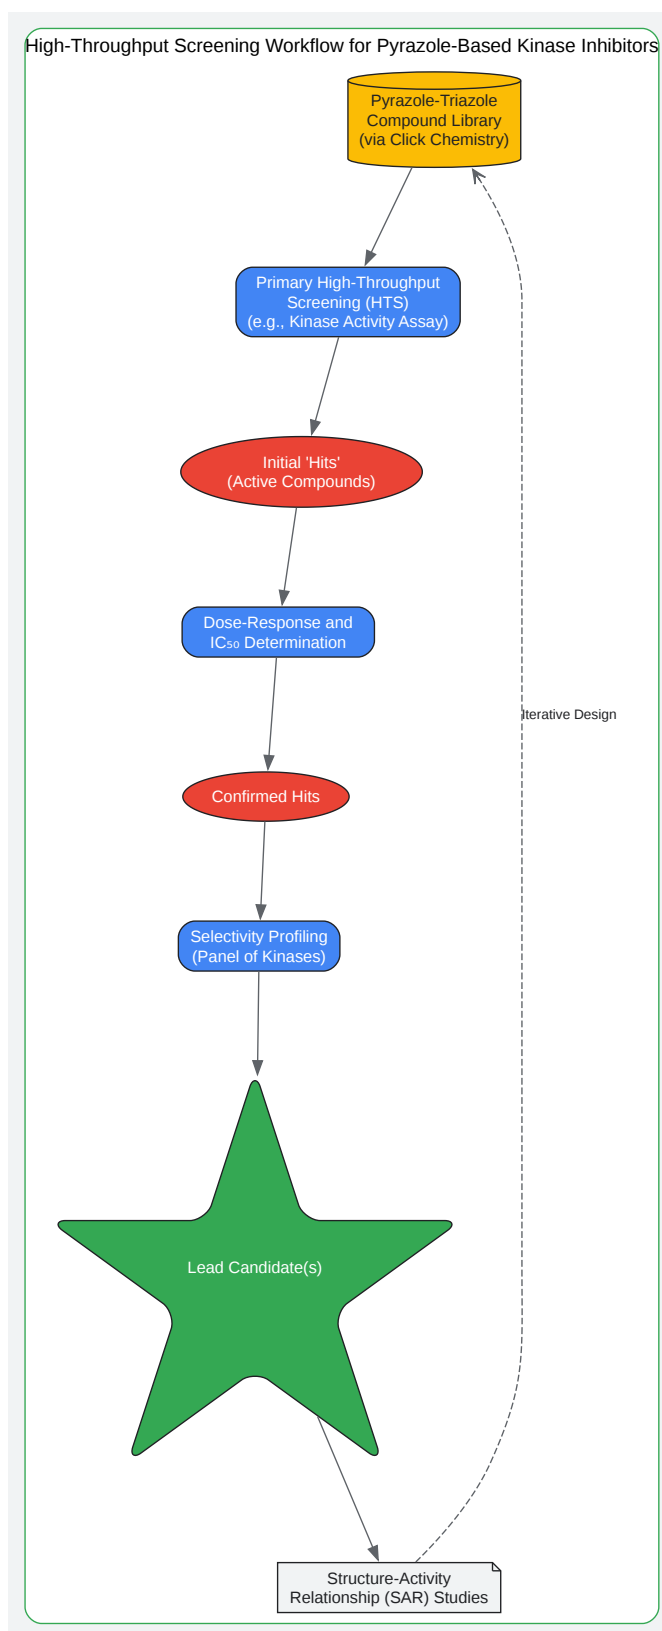 High-Throughput Screening Workflow for Pyrazole-Based Kinase Inhibitors
Pyrazole-Triazole
Compound Library
(via Click Chemistry)
Primary High-Throughput
Screening (HTS)
(e.g., Kinase Activity Assay)
Initial 'Hits'
(Active Compounds)
Dose-Response and
IC₅₀ Determination
Iterative Design
Confirmed Hits
Selectivity Profiling
(Panel of Kinases)
Lead Candidate(s)
Structure-Activity
Relationship (SAR) Studies